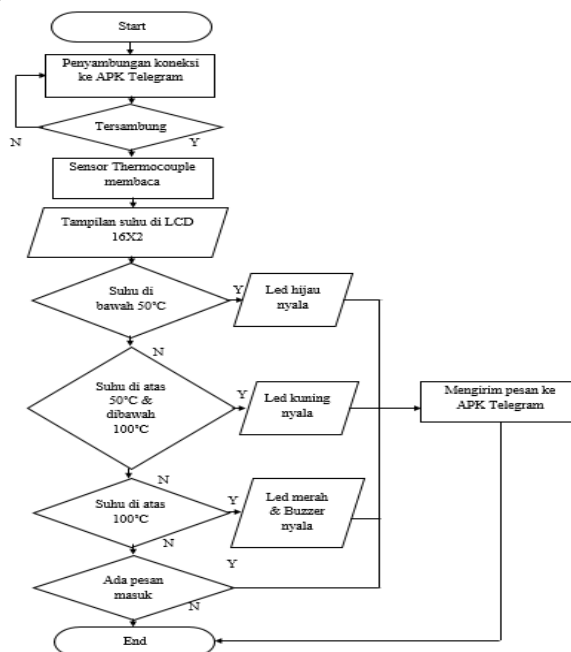 Start
Penyambungan koneksi
ke APK Telegram
Tersambung
N
Y
Sensor Thermocouple
membaca
Tampilan suhu di LCD
16X2
Suhu di
bawah 50°C
Y
Led hijau
nyala
N
Suhu di atas
50°C &
dibawah
100°C
Y
Led kuning
nyala
Mengirim pesan ke
APK Telegram
N
Suhu di atas
100°C
Y
Led merah
& Buzzer
nyala
N
Ada pesan
masuk
Y
N
End